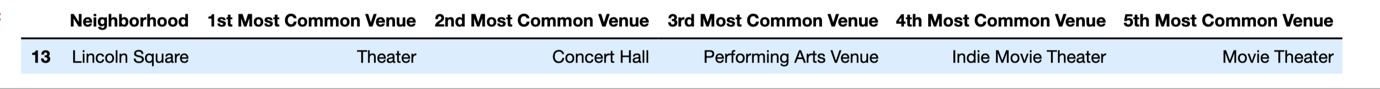 Neighborhood 1st Most Common Venue 2nd Most Common Venue 3rd Most Common Venue 4th Most Common Venue 5th Most Common Venue
13 Lincoln Square Theater Concert Hall Performing Arts Venue Indie Movie Theater Movie Theater